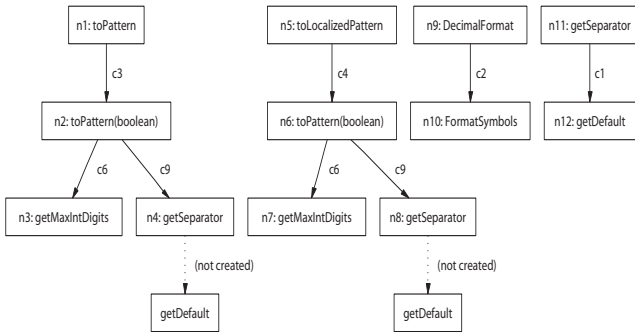 n1: toPattern
n5: toLocalizedPattern
n9: DecimalFormat
n11: getSeparator
c3
c4
c2
c1
n2: toPattern(boolean)
n6: toPattern(boolean)
n10: FormatSymbols
n12: getDefault
c6
c9
c6
c9
n3: getMaxIntDigits
n4: getSeparator
n7: getMaxIntDigits
n8: getSeparator
(not created)
(not created)
getDefault
getDefault